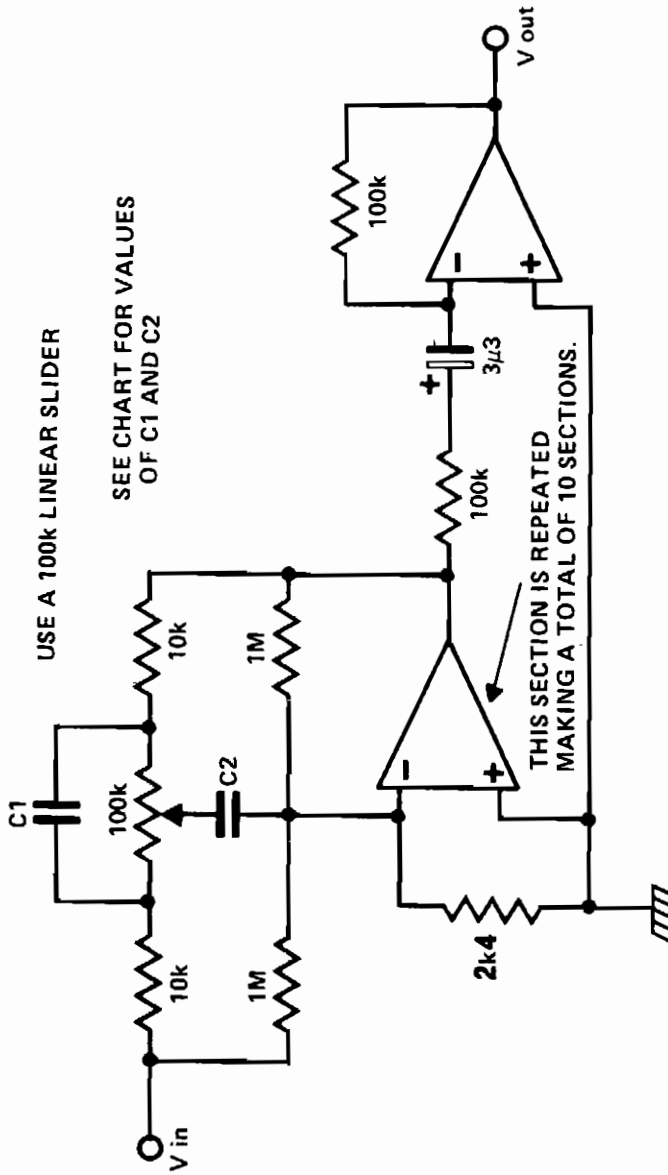 USE A 100k LINEAR SLIDER
SEE CHART FOR VALUES
OF C1 AND C2
C1
10k
100k
10k
C2
V in
1M
1M
100k
+
3μ3
100k
−
+
−
+
V out
2k4
THIS SECTION IS REPEATED
MAKING A TOTAL OF 10 SECTIONS.